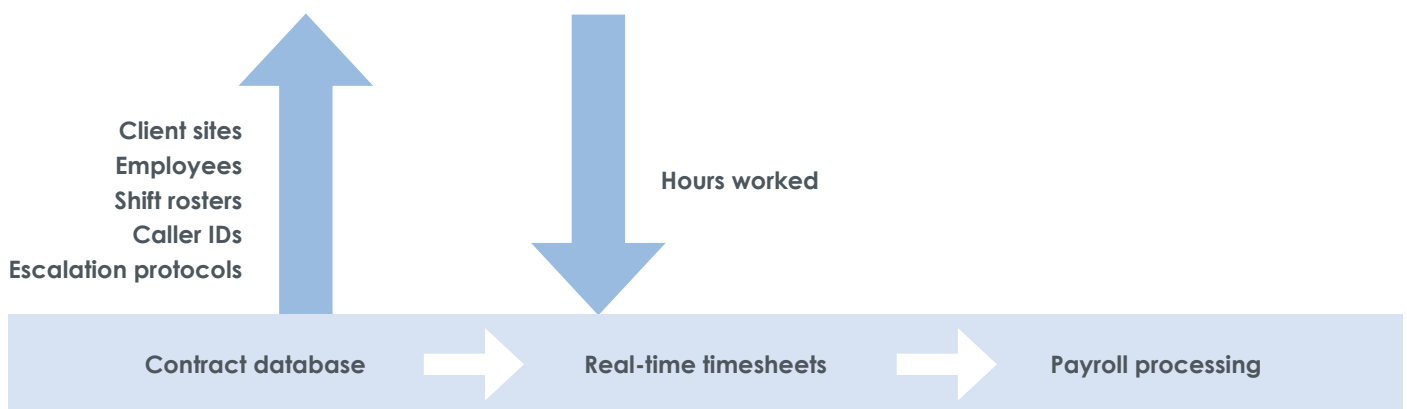 Client sites
Employees
Shift rosters
Caller IDs
Escalation protocols
Hours worked
Contract database
Real-time timesheets
Payroll processing